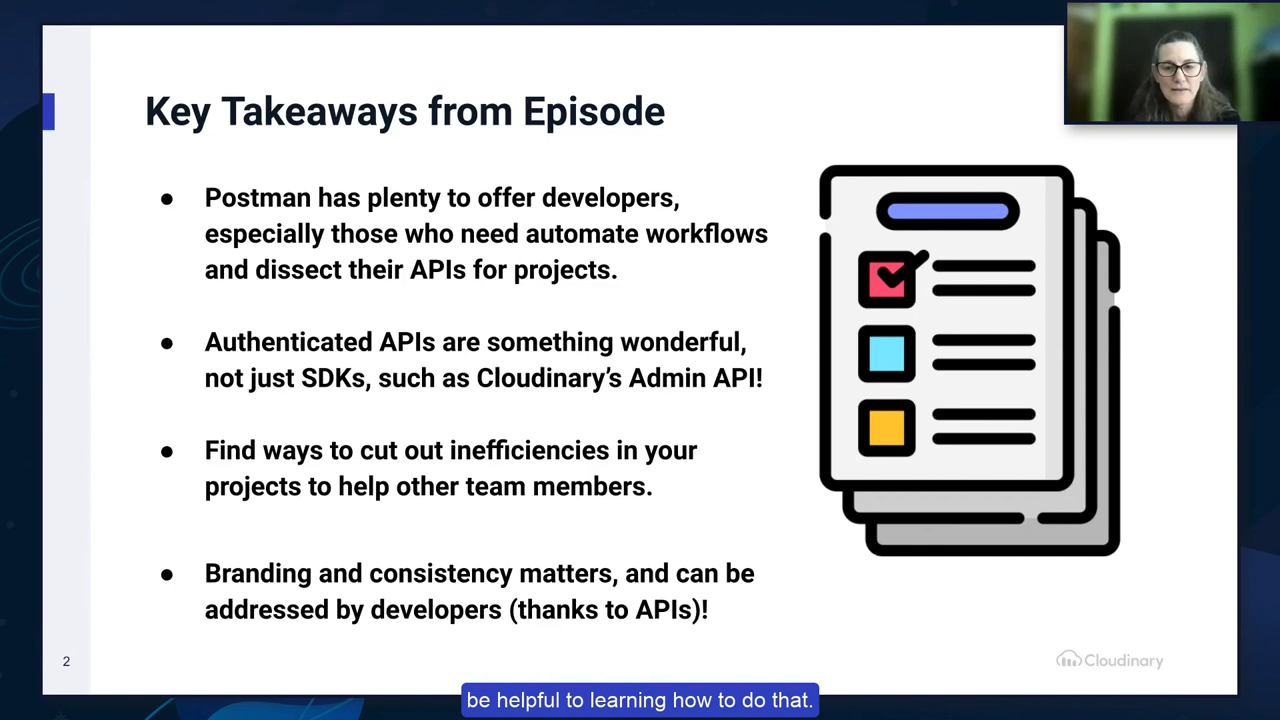 Key Takeaways from Episode
● Postman has plenty to offer developers,
especially those who need automate workflows
and dissect their APIs for projects.
● Authenticated APIs are something wonderful,
not just SDKs, such as Cloudinary’s Admin API!
● Find ways to cut out inefficiencies in your
projects to help other team members.
● Branding and consistency matters, and can be
addressed by developers (thanks to APIs)!
2
Cloudinary
be helpful to learning how to do that.